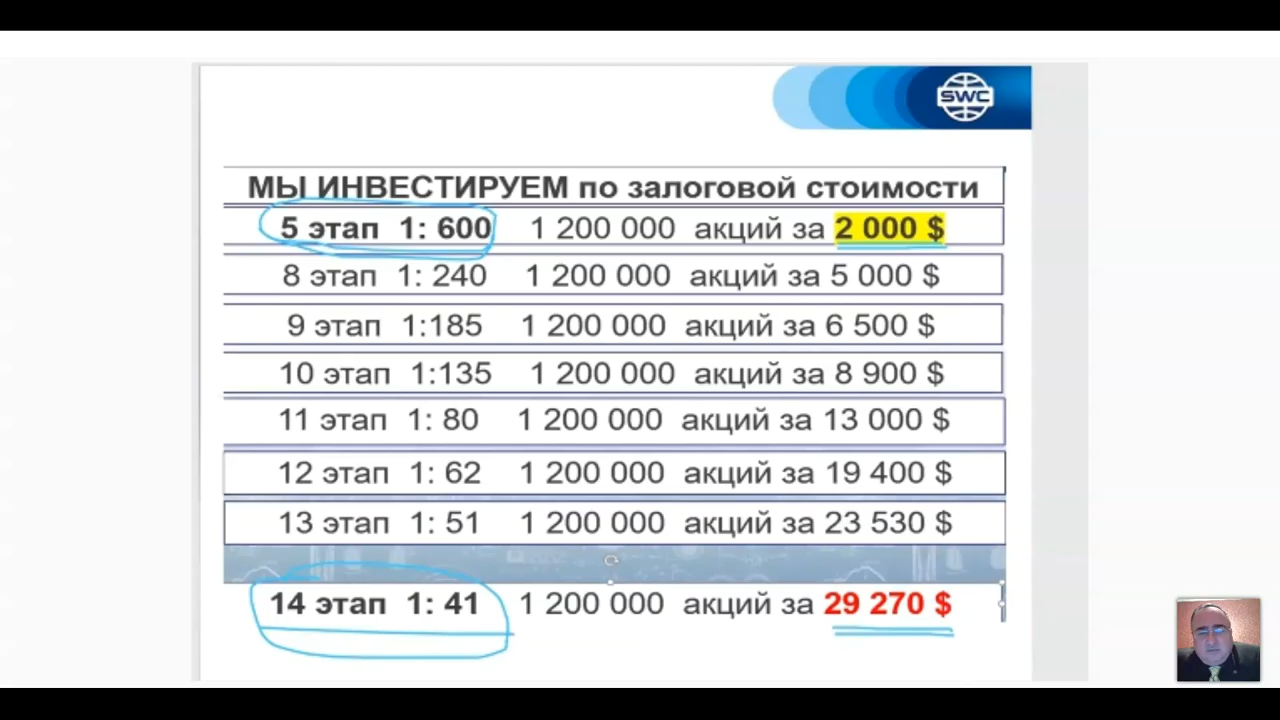 SWC
МЫ ИНВЕСТИРУЕМ по залоговой стоимости
5 этап 1: 600 1 200 000 акций за 2 000 $
8 этап 1: 240 1 200 000 акций за 5 000 $
9 этап 1:185 1 200 000 акций за 6 500 $
10 этап 1:135 1 200 000 акций за 8 900 $
11 этап 1: 80 1 200 000 акций за 13 000 $
12 этап 1: 62 1 200 000 акций за 19 400 $
13 этап 1: 51 1 200 000 акций за 23 530 $
14 этап 1: 41 1 200 000 акций за 29 270 $